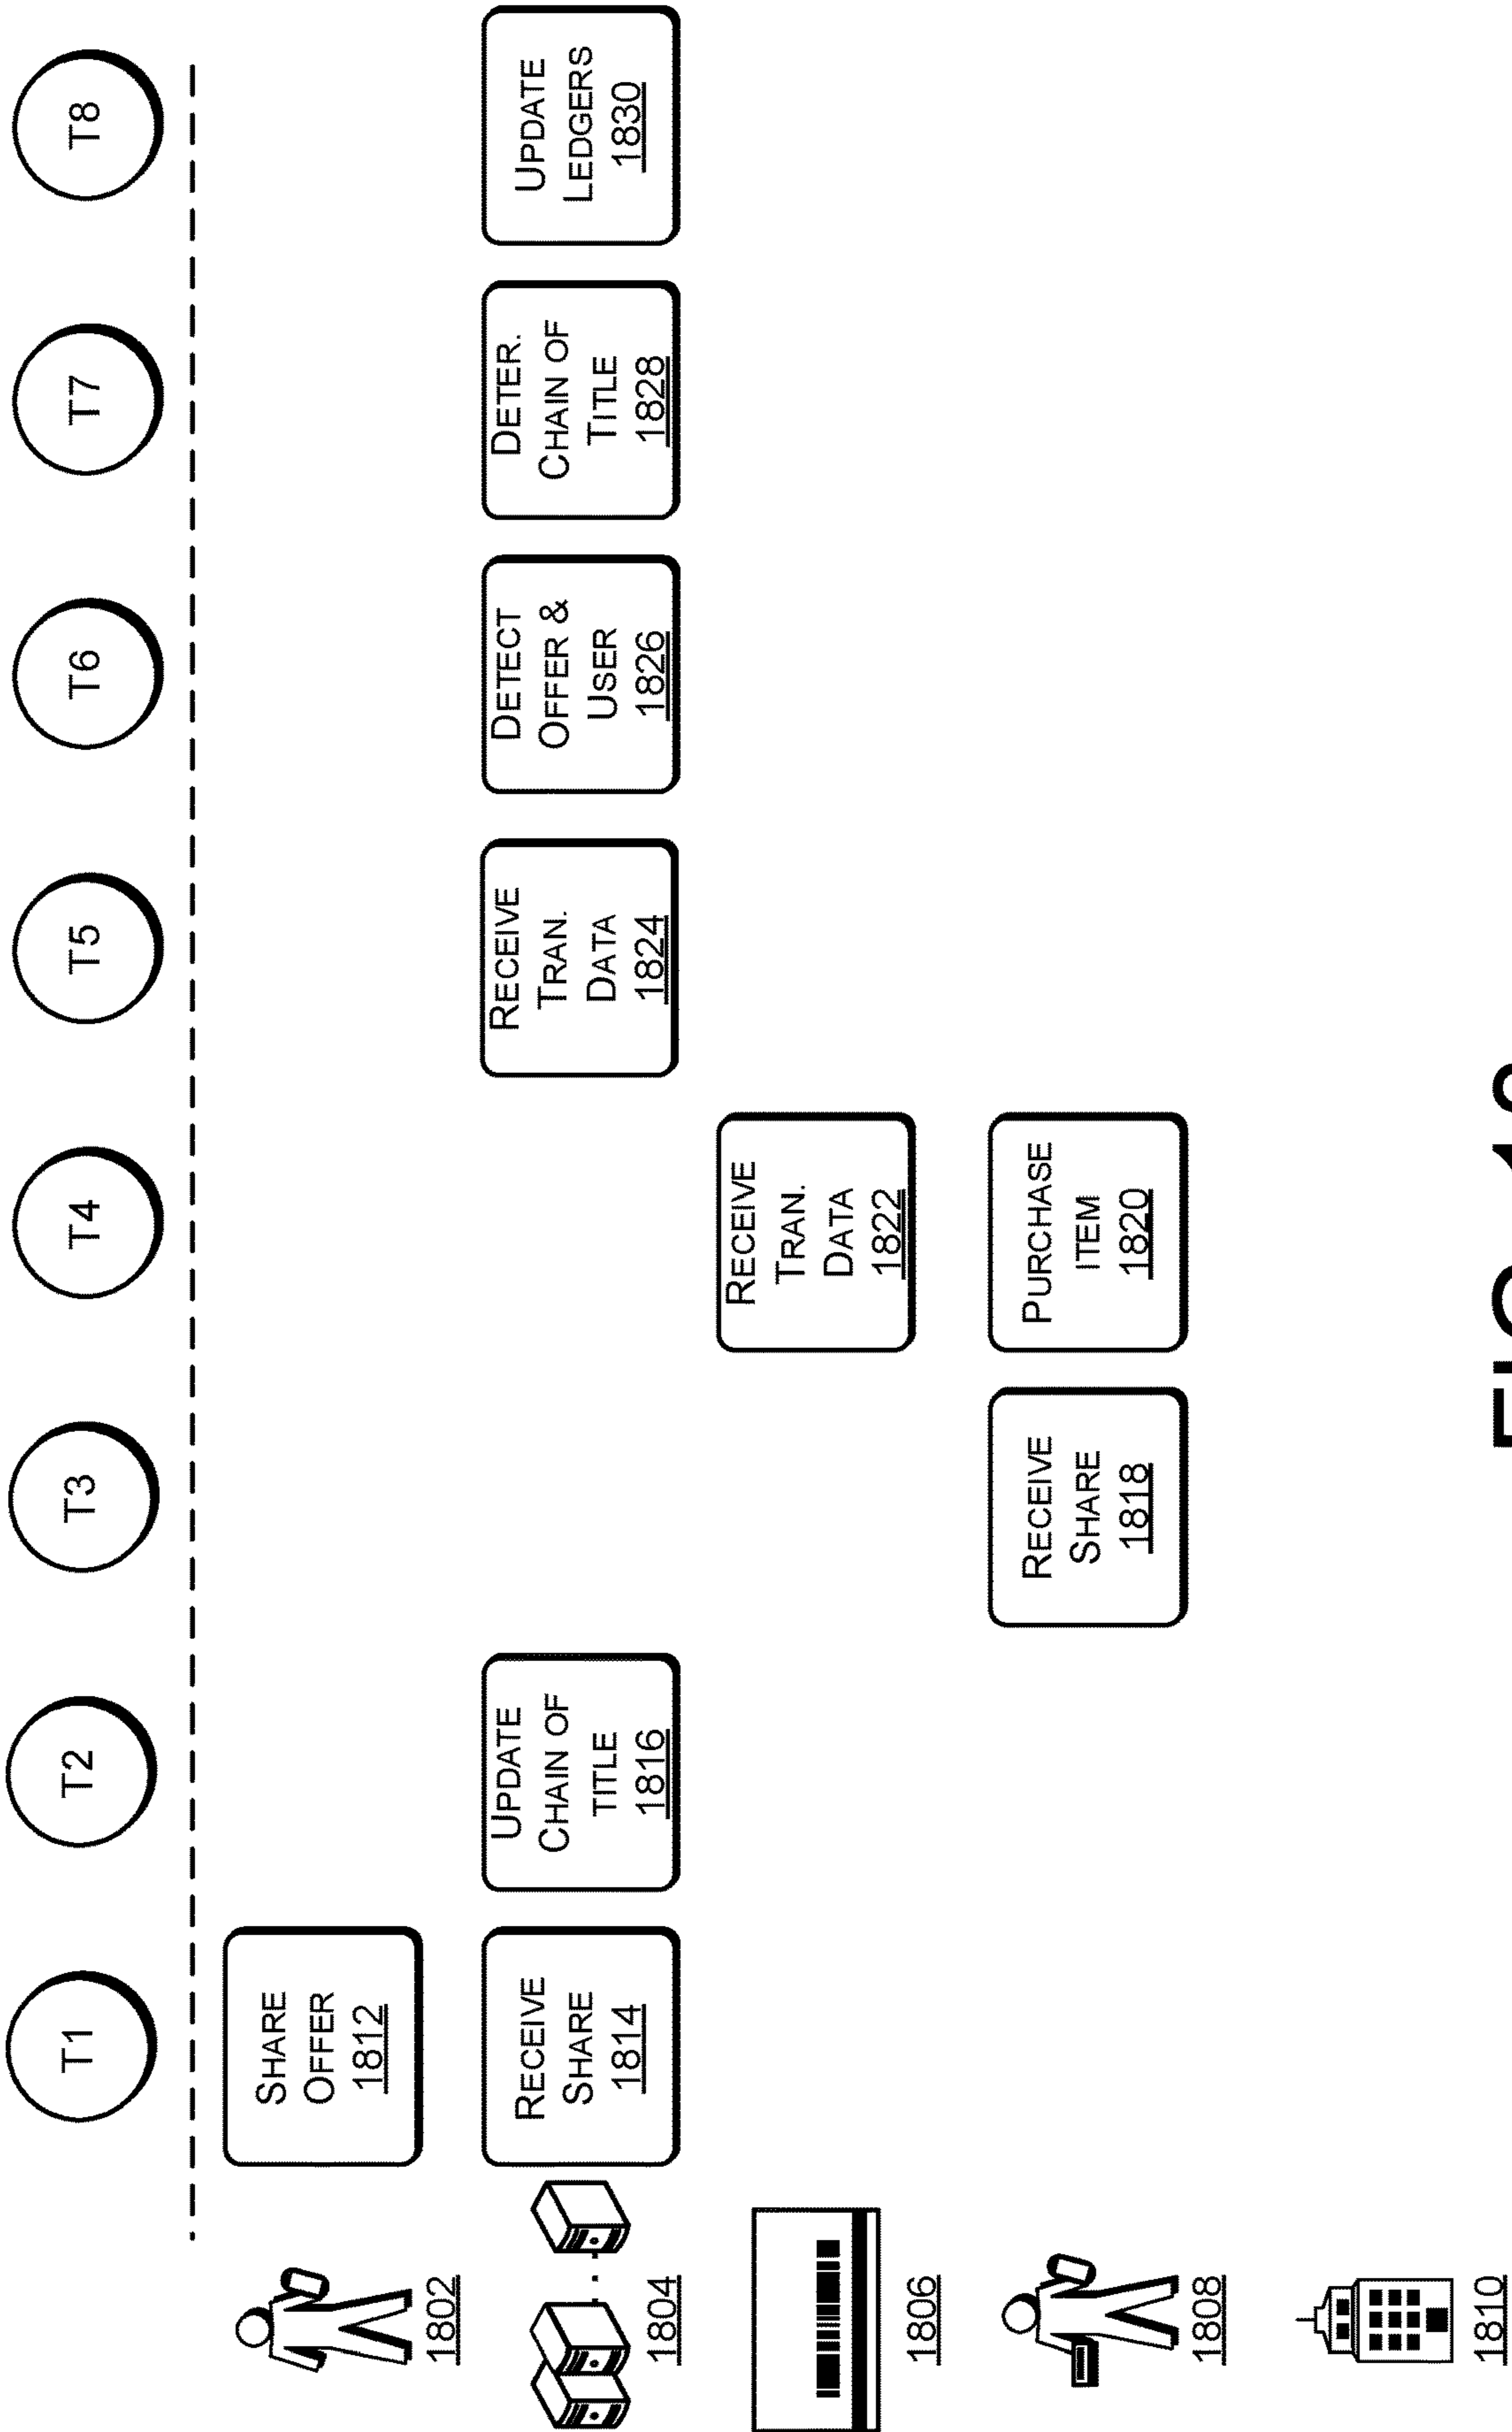 T1
T2
T3
T4
T5
T6
T7
T8
1802
SHARE
OFFER
1812
1804
RECEIVE
SHARE
1814
UPDATE
CHAIN OF
TITLE
1816
RECEIVE
TRAN.
DATA
1824
DETECT
OFFER &
USER
1826
DETER.
CHAIN OF
TITLE
1828
UPDATE
LEDGERS
1830
1806
RECEIVE
TRAN.
DATA
1822
1808
RECEIVE
SHARE
1818
PURCHASE
ITEM
1820
1810